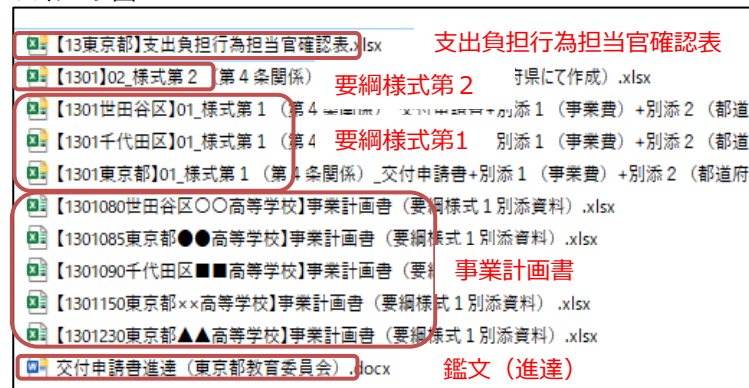 【13東京都】支出負担行為担当官確認表.xlsx 支出負担行為担当官確認表
【1301】02_様式第２（第４条関係） 要綱様式第２ 府県にて作成）.xlsx
【1301世田谷区】01_様式第１（第４条関係）_交付申請書+別添１（事業費）+別添２（都道
【1301千代田区】01_様式第１（第４ 要綱様式第1 別添１（事業費）+別添２（都道
【1301東京都】01_様式第１（第４条関係）_交付申請書+別添１（事業費）+別添２（都道府
【1301080世田谷区〇〇高等学校】事業計画書（要綱様式１別添資料）.xlsx
【1301085東京都●●高等学校】事業計画書（要綱様式１別添資料）.xlsx
【1301090千代田区■■高等学校】事業計画書（要 事業計画書
【1301150東京都××高等学校】事業計画書（要綱様式１別添資料）.xlsx
【1301230東京都▲▲高等学校】事業計画書（要綱様式１別添資料）.xlsx
交付申請書進達（東京都教育委員会）.docx 鑑文（進達）